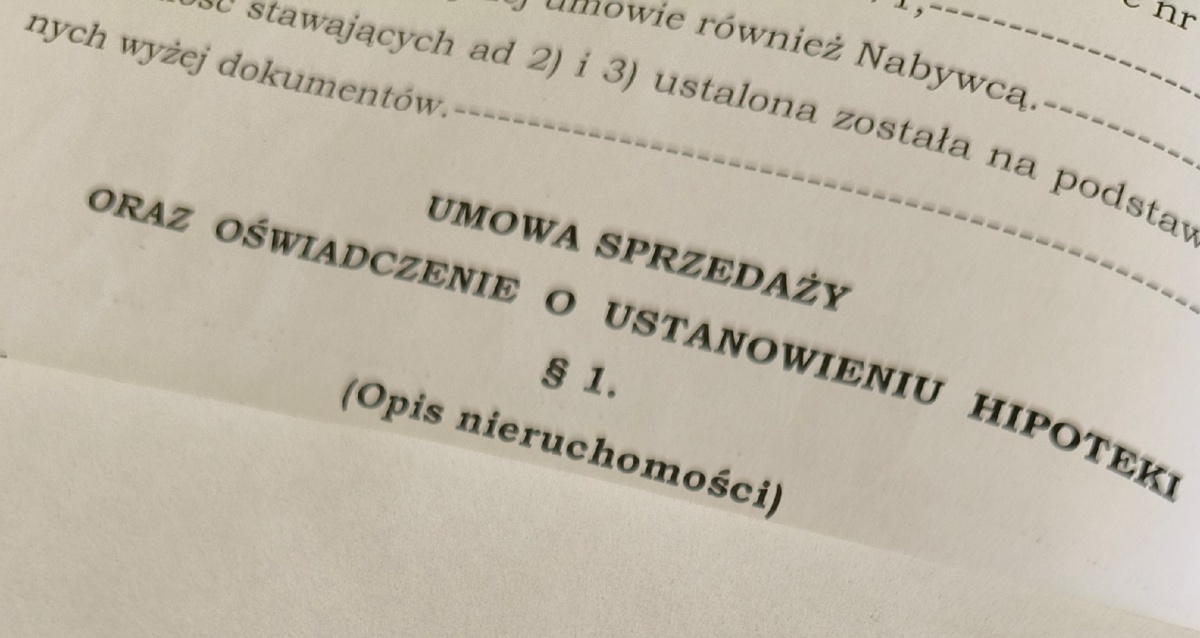 nr
umowie również Nabywcą.
stawających ad 2) i 3) ustalona została na
nych wyżej dokumentów.
UMOWA SPRZEDAŻY
ORAZ OŚWIADCZENIE O USTANOWIENIU HIPOTEKI
§ 1.
(Opis nieruchomości)